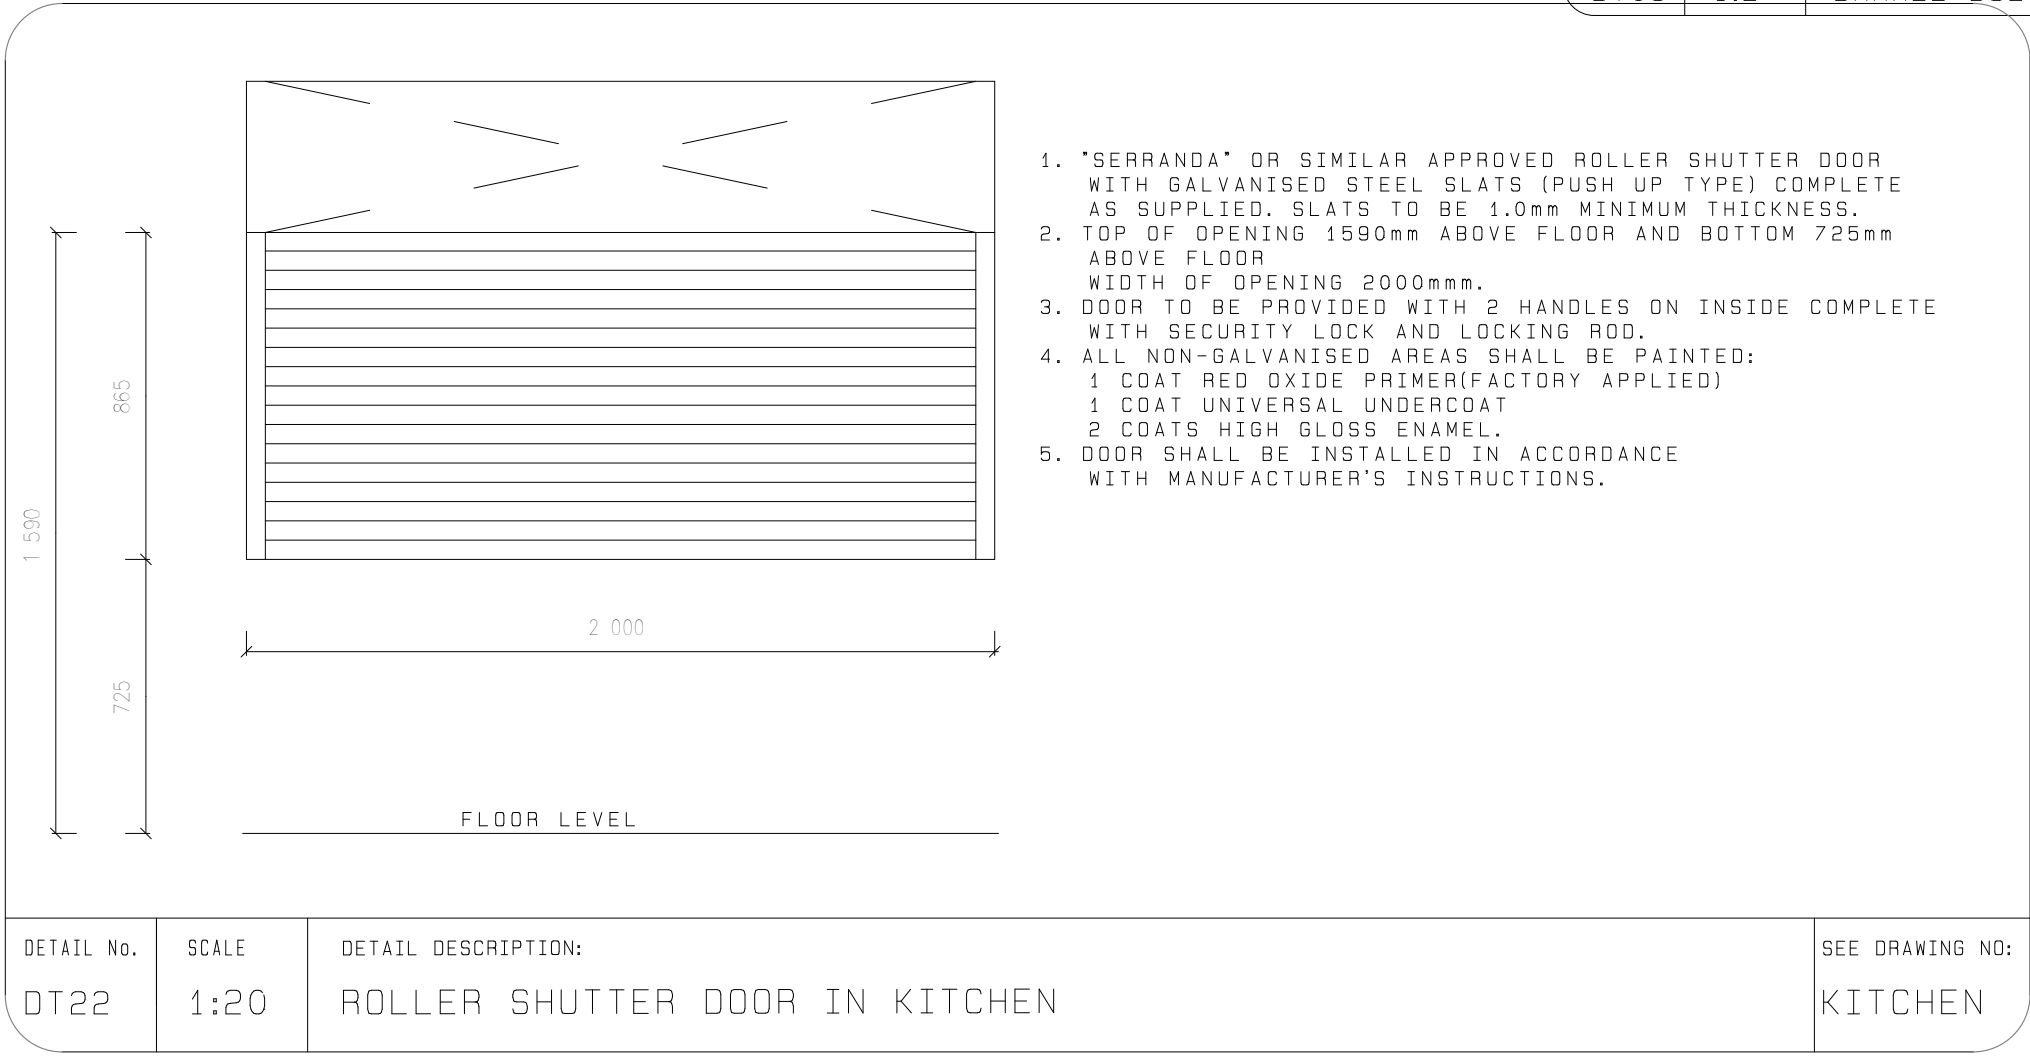 1. "SERRANDA" OR SIMILAR APPROVED ROLLER SHUTTER DOOR
WITH GALVANISED STEEL SLATS (PUSH UP TYPE) COMPLETE
AS SUPPLIED. SLATS TO BE 1.0mm MINIMUM THICKNESS.
2. TOP OF OPENING 1590mm ABOVE FLOOR AND BOTTOM 725mm
ABOVE FLOOR
WIDTH OF OPENING 2000mmm.
3. DOOR TO BE PROVIDED WITH 2 HANDLES ON INSIDE COMPLETE
WITH SECURITY LOCK AND LOCKING ROD.
4. ALL NON-GALVANISED AREAS SHALL BE PAINTED:
1 COAT RED OXIDE PRIMER(FACTORY APPLIED)
1 COAT UNIVERSAL UNDERCOAT
2 COATS HIGH GLOSS ENAMEL.
5. DOOR SHALL BE INSTALLED IN ACCORDANCE
WITH MANUFACTURER'S INSTRUCTIONS.
865
1 590
2 000
725
FLOOR LEVEL
DETAIL No.
DT22
SCALE
1:20
DETAIL DESCRIPTION:
ROLLER SHUTTER DOOR IN KITCHEN
SEE DRAWING NO:
KITCHEN